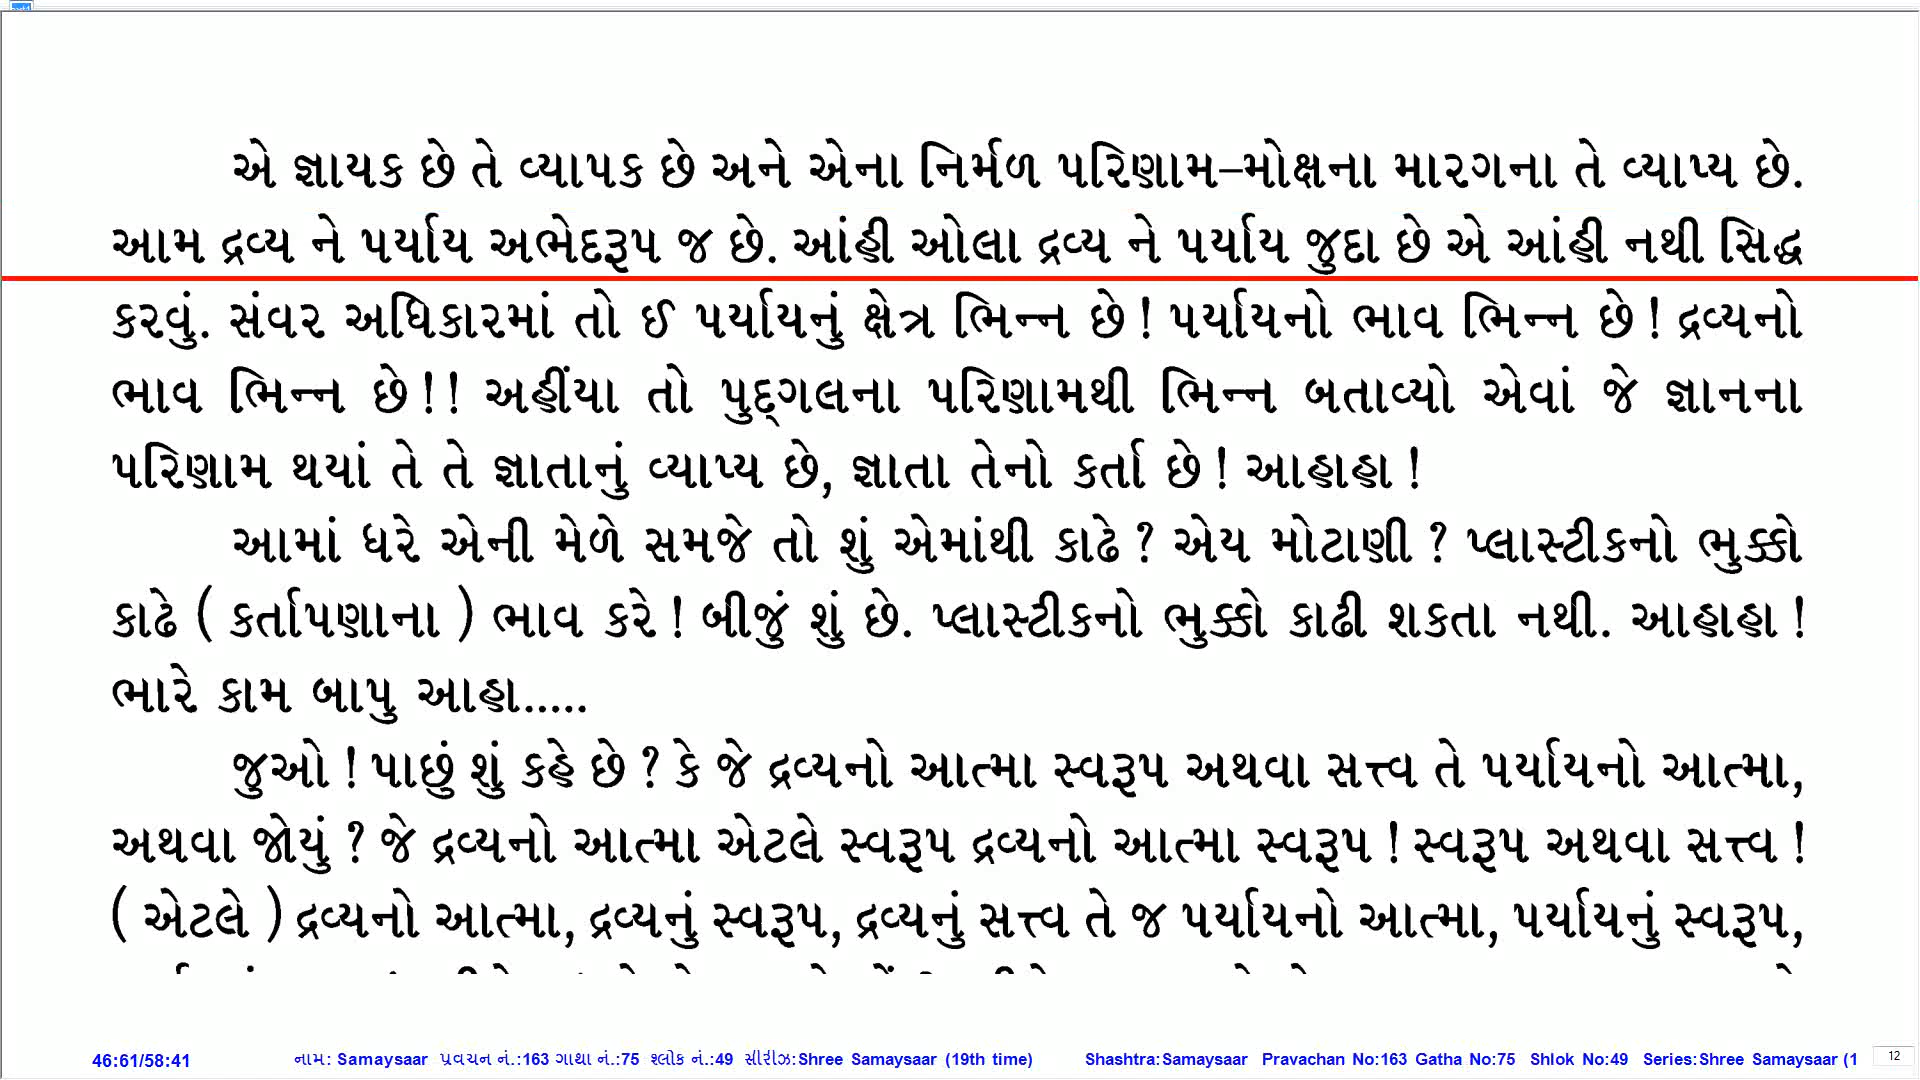 એ જ્ઞાયક છે તે વ્યાપક છે અને એના નિર્મળ પરિણામ–મોક્ષના મારગના તે વ્યાપ્ય છે.
આમ દ્રવ્ય ને પર્યાય અભેદરૂપ જ છે. આંહી ઓલા દ્રવ્ય ને પર્યાય જુદા છે એ આંહી નથી સિદ્ધ
કરવું. સંવર અધિકારમાં તો ઈ પર્યાયનું ક્ષેત્ર ભિન્ન છે ! પર્યાયનો ભાવ ભિન્ન છે ! દ્રવ્યનો
ભાવ ભિન્ન છે !! અહીંયા તો પુદ્ગલના પરિણામથી ભિન્ન બતાવ્યો એવાં જે જ્ઞાનના
પરિણામ થયાં તે તે જ્ઞાતાનું વ્યાપ્ય છે, જ્ઞાતા તેનો કર્તા છે ! આહાહા !
આમાં ધરે એની મેળે સમજે તો શું એમાંથી કાઢે ? એય મોટાણી ? પ્લાસ્ટીકનો ભુક્કો
કાઢે ( કર્તાપણાના ) ભાવ કરે ! બીજું શું છે. પ્લાસ્ટીકનો ભુક્કો કાઢી શકતા નથી. આહાહા !
ભારે કામ બાપુ આહા.....
જુઓ ! પાછું શું કહે છે ? કે જે દ્રવ્યનો આત્મા સ્વરૂપ અથવા સત્ત્વ તે પર્યાયનો આત્મા,
અથવા જોયું ? જે દ્રવ્યનો આત્મા એટલે સ્વરૂપ દ્રવ્યનો આત્મા સ્વરૂપ ! સ્વરૂપ અથવા સત્ત્વ !
( એટલે ) દ્રવ્યનો આત્મા, દ્રવ્યનું સ્વરૂપ, દ્રવ્યનું સત્ત્વ તે જ પર્યાયનો આત્મા, પર્યાયનું સ્વરૂપ,
46:61/58:41 નામ: Samaysaar પ્રવચન નં.:163 ગાથા નં.:75 શ્લોક નં.:49 સીરીઝ:Shree Samaysaar (19th time) Shashtra:Samaysaar Pravachan No:163 Gatha No:75 Shlok No:49 Series:Shree Samaysaar (1 12